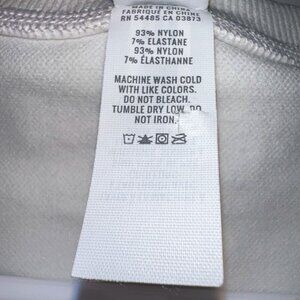 MADE IN CHINA
FABRIQUÉ EN CHINE
RN 54485 CA 03873
93% NYLON
7% ELASTANE
93% NYLON
7% ÉLASTHANNE
MACHINE WASH COLD
WITH LIKE COLORS.
DO NOT BLEACH.
TUMBLE DRY LOW. DO
NOT IRON.